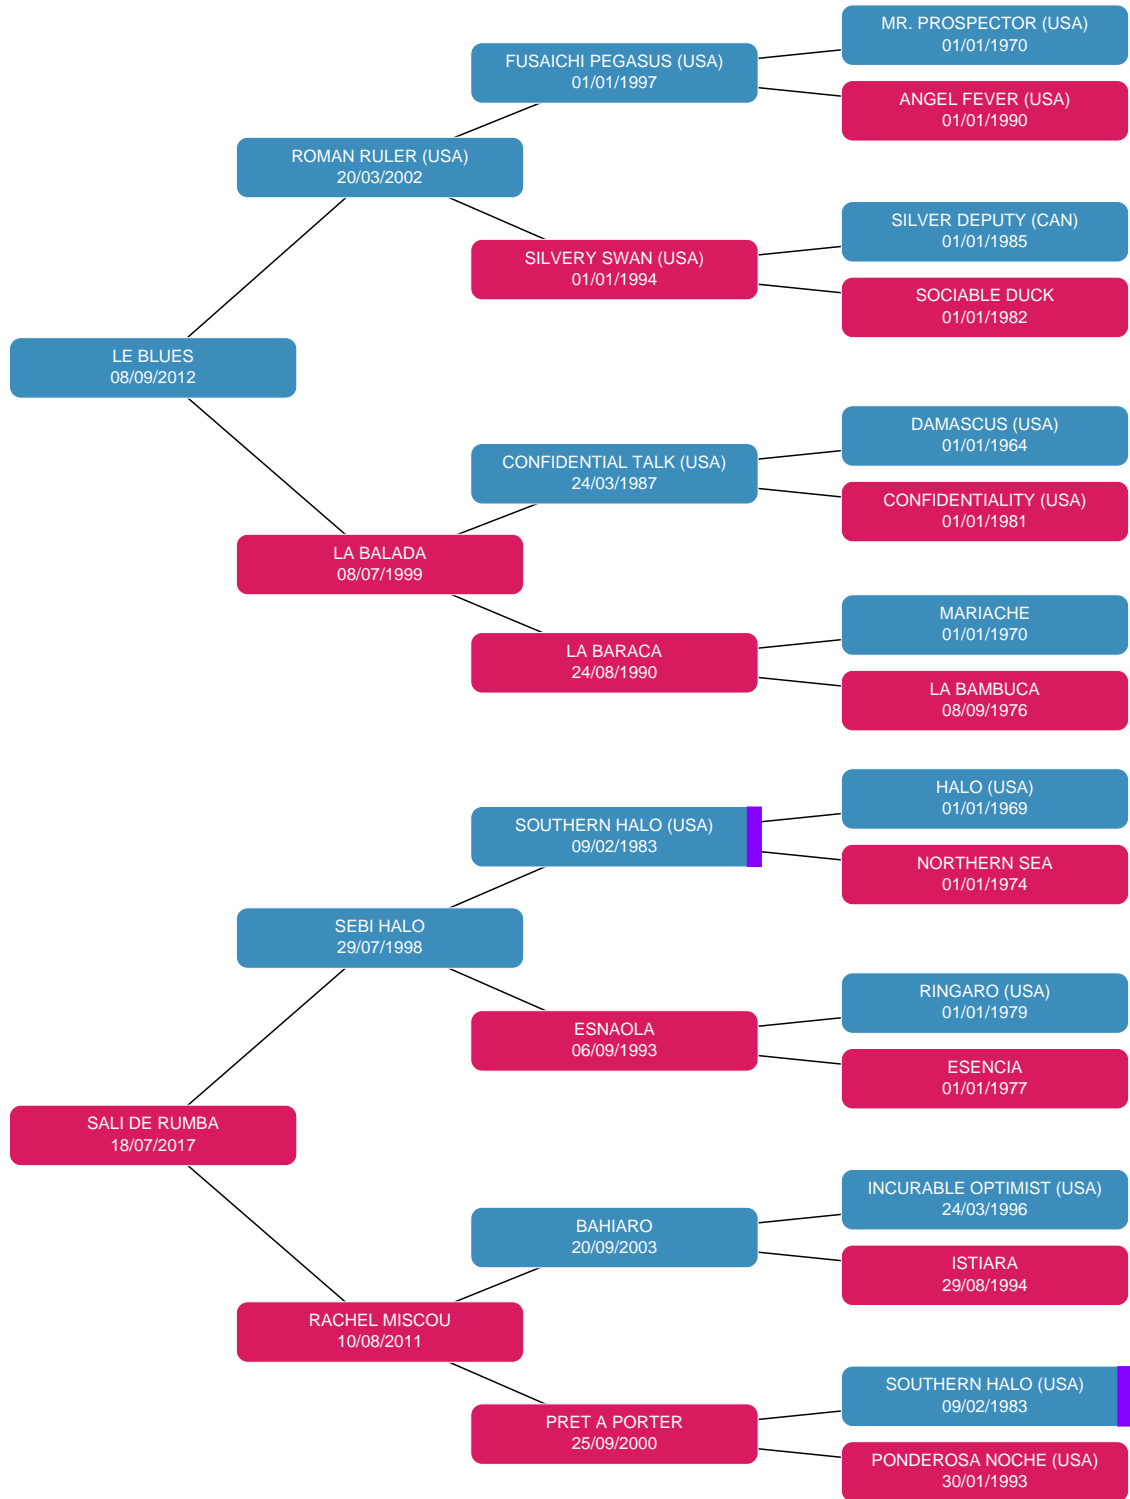 MR. PROSPECTOR (USA)
01/01/1970
FUSAICHI PEGASUS (USA)
01/01/1997
ANGEL FEVER (USA)
01/01/1990
ROMAN RULER (USA)
20/03/2002
SILVER DEPUTY (CAN)
01/01/1985
SILVERY SWAN (USA)
01/01/1994
SOCIABLE DUCK
01/01/1982
LE BLUES
08/09/2012
DAMASCUS (USA)
01/01/1964
CONFIDENTIAL TALK (USA)
24/03/1987
CONFIDENTIALITY (USA)
01/01/1981
LA BALADA
08/07/1999
MARIACHE
01/01/1970
LA BARACA
24/08/1990
LA BAMBUCA
08/09/1976
HALO (USA)
01/01/1969
SOUTHERN HALO (USA)
09/02/1983
NORTHERN SEA
01/01/1974
SEBI HALO
29/07/1998
RINGARO (USA)
01/01/1979
ESNAOLA
06/09/1993
ESENCIA
01/01/1977
SALI DE RUMBA
18/07/2017
INCURABLE OPTIMIST (USA)
24/03/1996
BAHIARO
20/09/2003
ISTIARA
29/08/1994
RACHEL MISCOU
10/08/2011
SOUTHERN HALO (USA)
09/02/1983
PRET A PORTER
25/09/2000
PONDEROSA NOCHE (USA)
30/01/1993